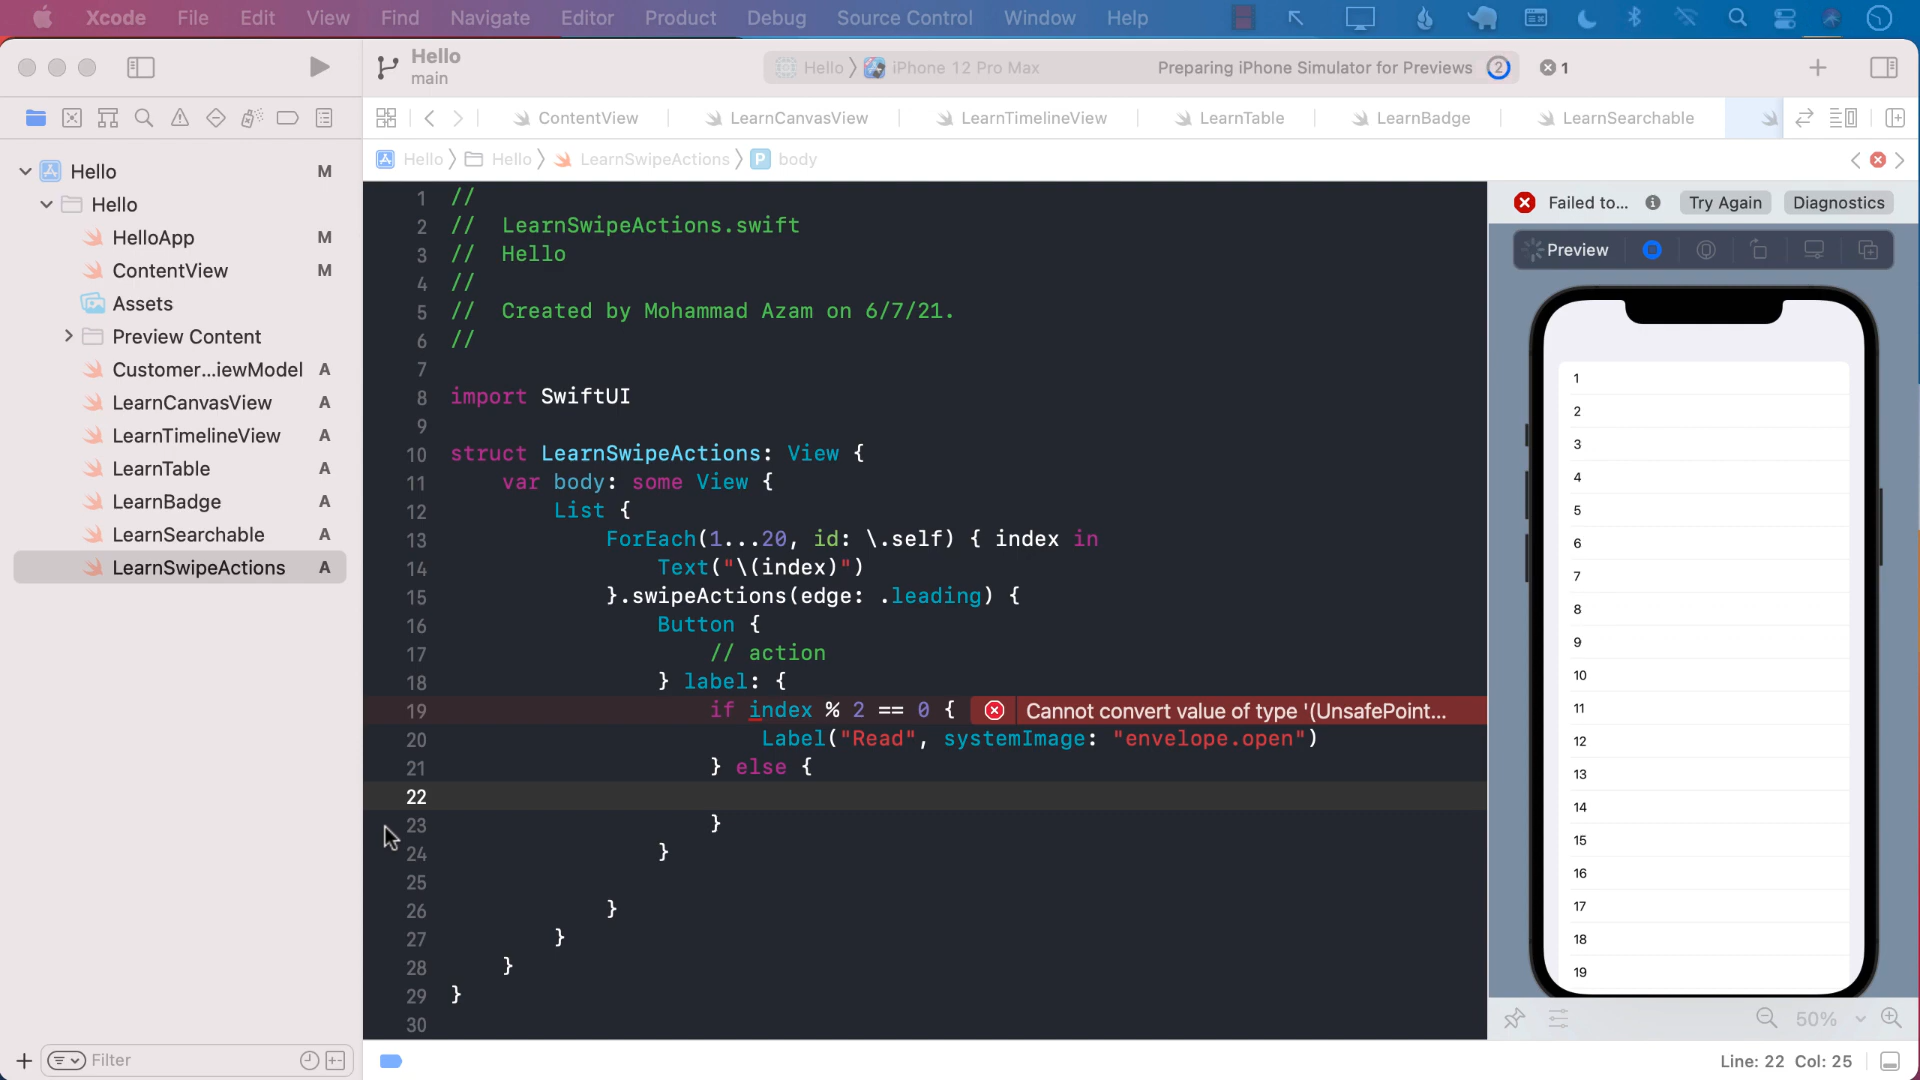 Xcode File Edit View Find Navigate Editor Product Debug Source Control Window Help
Hello
main
Hello iPhone 12 Pro Max
Preparing iPhone Simulator for Previews 2
1
ContentView LearnCanvasView LearnTimelineView LearnTable LearnBadge LearnSearchable
Hello Hello LearnSwipeActions P body
Hello M
Hello
HelloApp M
ContentView M
Assets
Preview Content
Customer...iewModel A
LearnCanvasView A
LearnTimelineView A
LearnTable A
LearnBadge A
LearnSearchable A
LearnSwipeActions A
Filter
1 //
2 // LearnSwipeActions.swift
3 // Hello
4 //
5 // Created by Mohammad Azam on 6/7/21.
6 //
7
8 import SwiftUI
9
10 struct LearnSwipeActions: View {
11 var body: some View {
12 List {
13 ForEach(1...20, id: \.self) { index in
14 Text("\(index)")
15 }.swipeActions(edge: .leading) {
16 Button {
17 // action
18 } label: {
19 if index % 2 == 0 { Cannot convert value of type '(UnsafePoint...
20 Label("Read", systemImage: "envelope.open")
21 } else {
22
23 }
24 }
25
26 }
27 }
28 }
29 }
30
Failed to... Try Again Diagnostics
Preview
1
2
3
4
5
6
7
8
9
10
11
12
13
14
15
16
17
18
19
50%
Line: 22 Col: 25